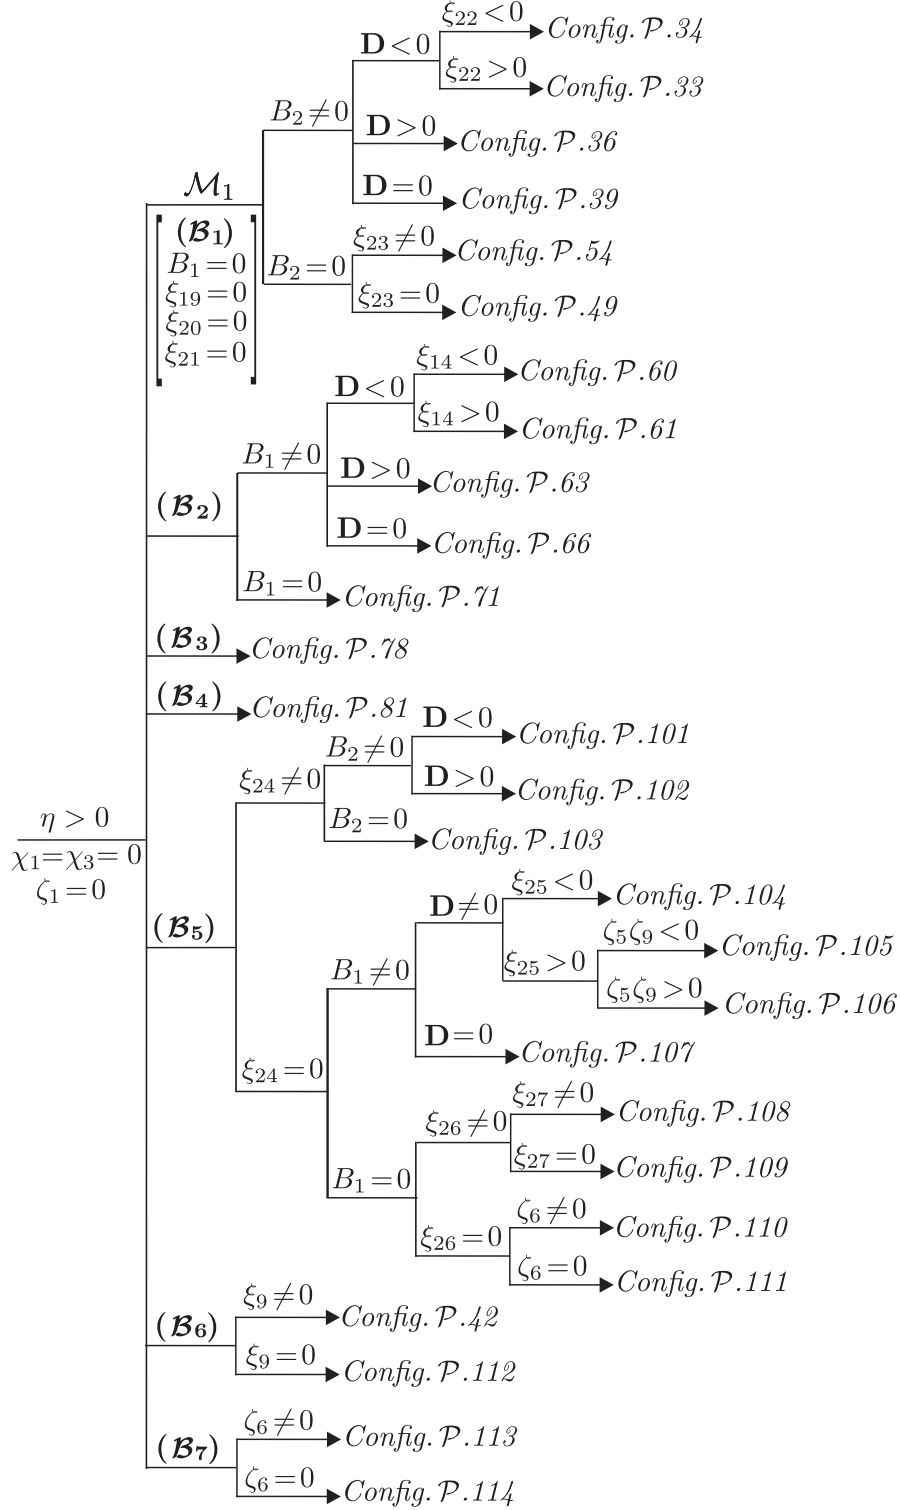 ξ₂₂<0
Config. P.34
D<0
ξ₂₂>0
Config. P.33
B₂≠0
D>0
Config. P.36
M₁
D=0
Config. P.39
(B₁)
B₁=0
ξ₁₉=0
ξ₂₀=0
ξ₂₁=0
ξ₂₃≠0
Config. P.54
B₂=0
ξ₂₃=0
Config. P.49
ξ₁₄<0
Config. P.60
D<0
ξ₁₄>0
Config. P.61
B₁≠0
D>0
Config. P.63
(B₂)
D=0
Config. P.66
B₁=0
Config. P.71
(B₃)
Config. P.78
(B₄)
Config. P.81
D<0
Config. P.101
B₂≠0
D>0
Config. P.102
ξ₂₄≠0
B₂=0
Config. P.103
η > 0
χ₁=χ₃= 0
ζ₁=0
ξ₂₅<0
Config. P.104
D≠0
(B₅)
ζ₅ζ₉<0
Config. P.105
ξ₂₅>0
B₁≠0
ζ₅ζ₉>0
Config. P.106
D=0
Config. P.107
ξ₂₄=0
ξ₂₇≠0
Config. P.108
ξ₂₆≠0
ξ₂₇=0
Config. P.109
B₁=0
ζ₆≠0
Config. P.110
ξ₂₆=0
ζ₆=0
Config. P.111
ξ₉≠0
Config. P.42
(B₆)
ξ₉=0
Config. P.112
ζ₆≠0
Config. P.113
(B₇)
ζ₆=0
Config. P.114